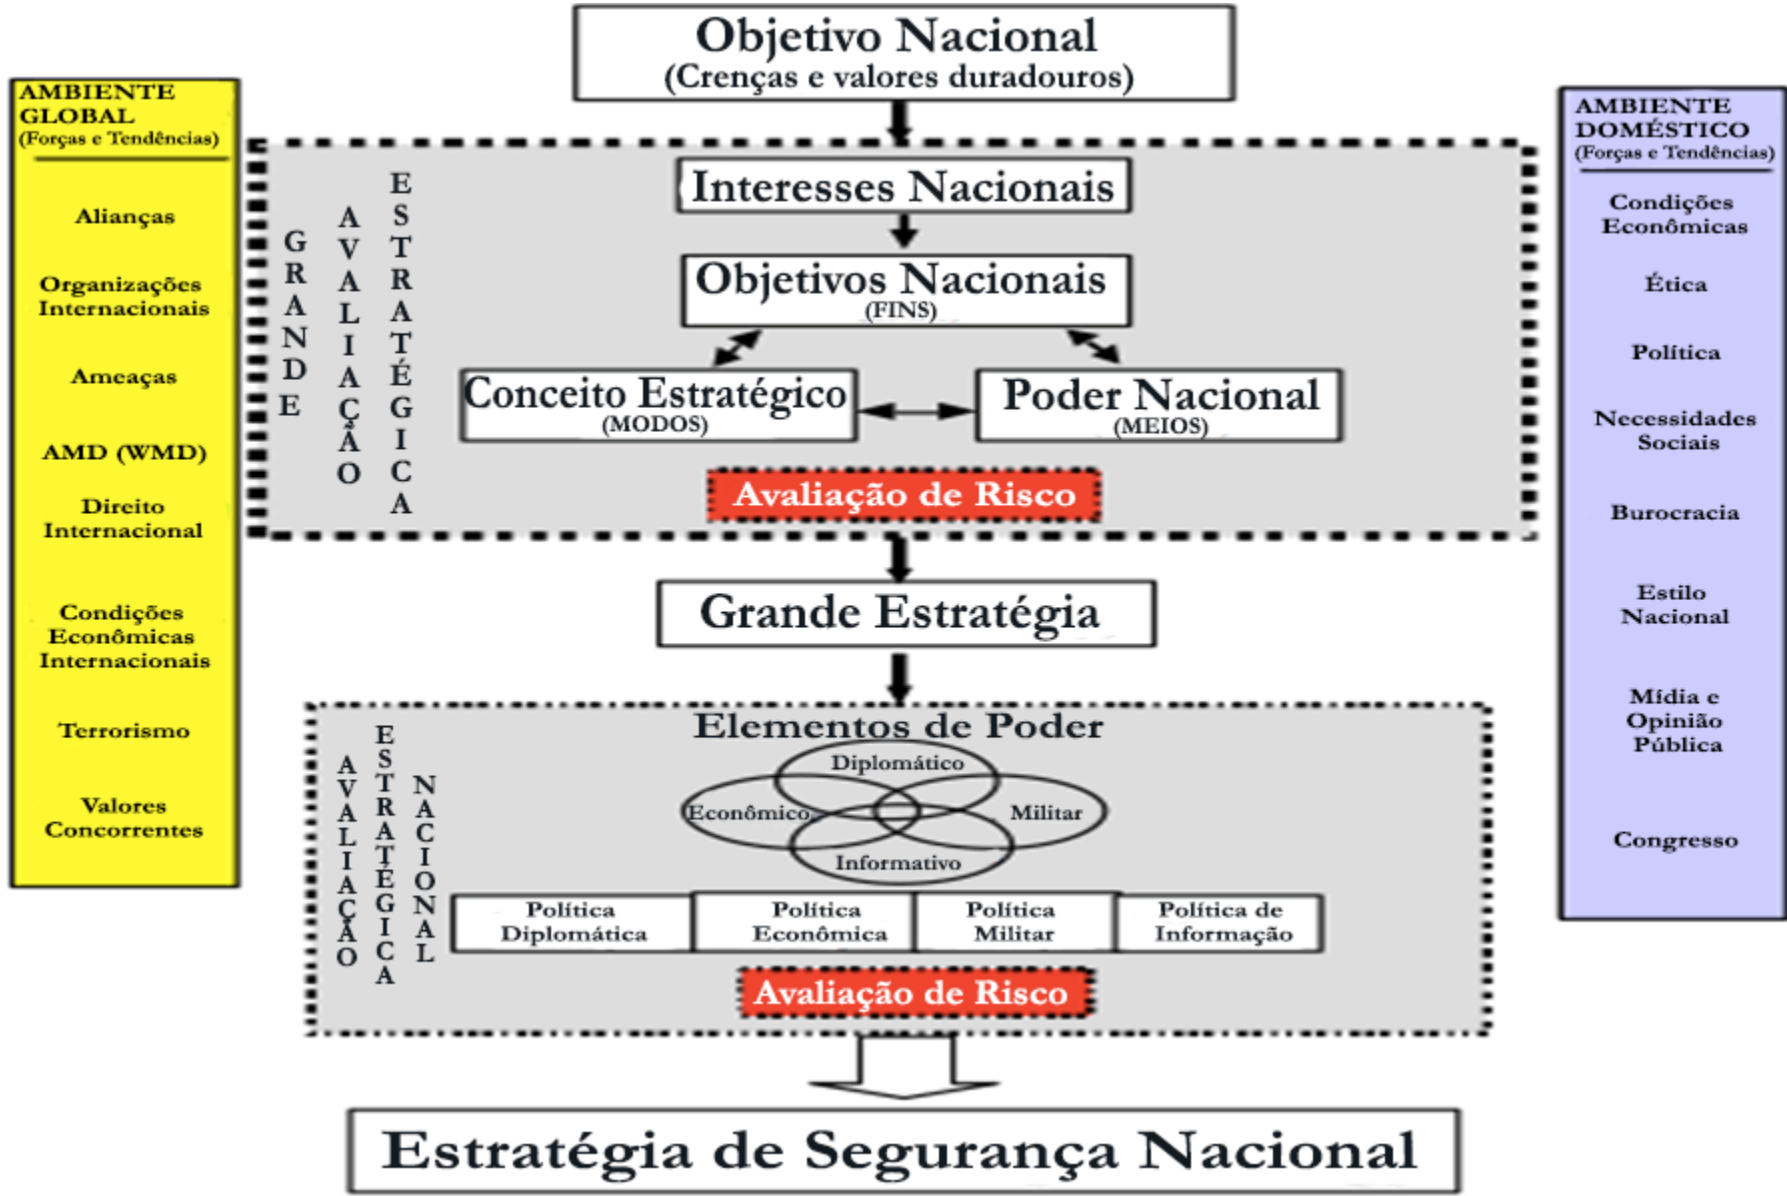 Objetivo Nacional
(Crenças e valores duradouros)
AMBIENTE
GLOBAL
(Forças e Tendências)
Alianças
Organizações
Internacionais
Ameaças
AMD (WMD)
Direito
Internacional
Condições
Econômicas
Internacionais
Terrorismo
Valores
Concorrentes
GRANDE
AVALIAÇÃO
ESTRATÉGICA
Interesses Nacionais
Objetivos Nacionais
(FINS)
Conceito Estratégico
(MODOS)
Poder Nacional
(MEIOS)
Avaliação de Risco
Grande Estratégia
AVALIAÇÃO
ESTRATÉGICA
NACIONAL
Elementos de Poder
Diplomático
Econômico
Militar
Informativo
Política
Diplomática
Política
Econômica
Política
Militar
Política de
Informação
Avaliação de Risco
Estratégia de Segurança Nacional
AMBIENTE
DOMÉSTICO
(Forças e Tendências)
Condições
Econômicas
Ética
Política
Necessidades
Sociais
Burocracia
Estilo
Nacional
Mídia e
Opinião
Pública
Congresso